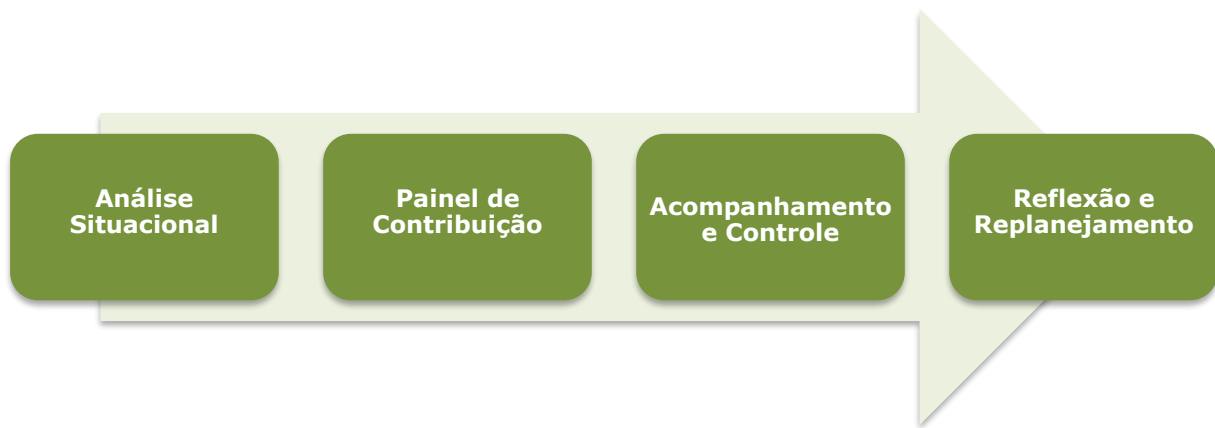 Análise
Situacional
Painel de
Contribuição
Acompanhamento
e Controle
Reflexão e
Replanejamento